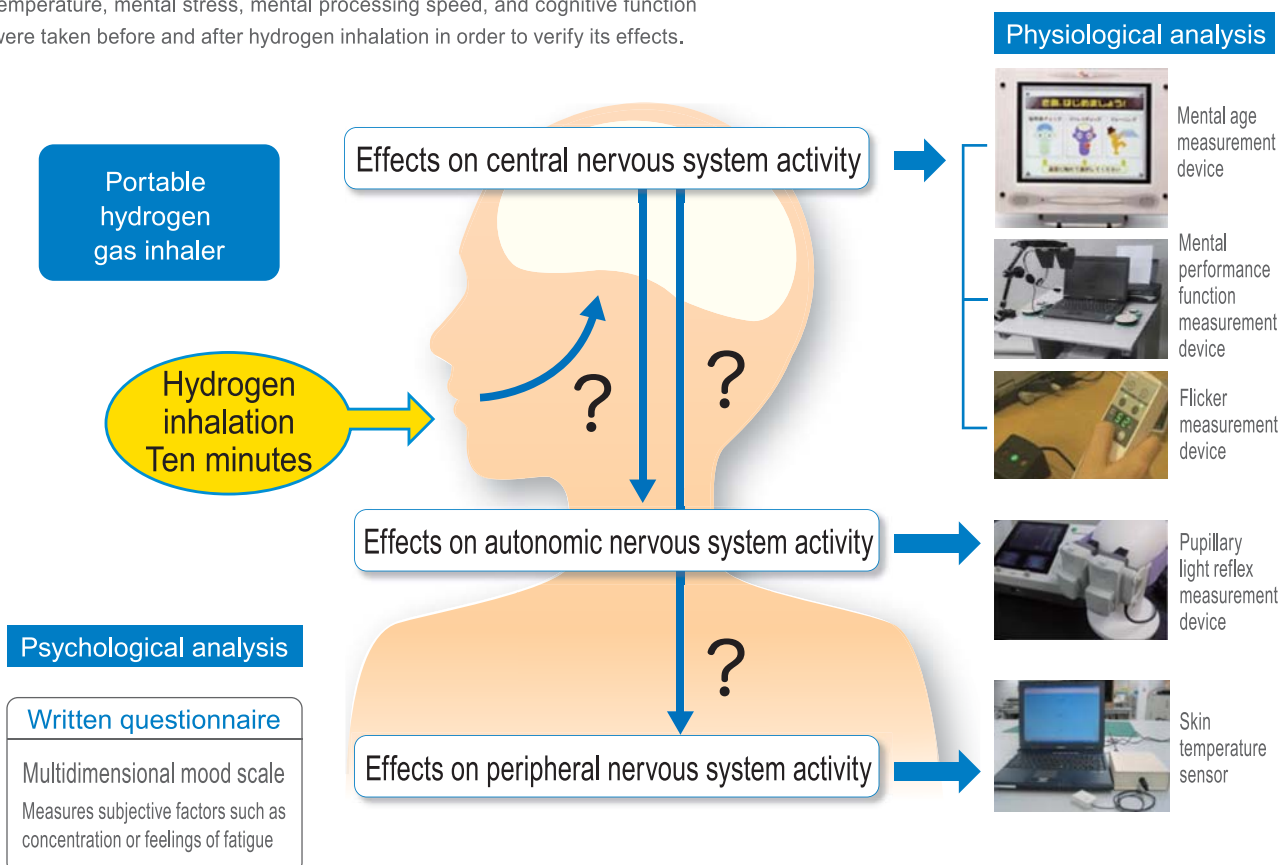 temperature, mental stress, mental processing speed, and cognitive function
were taken before and after hydrogen inhalation in order to verify its effects.
Physiological analysis
Portable
hydrogen
gas inhaler
Effects on central nervous system activity
Mental age
measurement
device
Mental
performance
function
measurement
device
Hydrogen
inhalation
Ten minutes
?
?
Flicker
measurement
device
Effects on autonomic nervous system activity
Pupillary
light reflex
measurement
device
Psychological analysis
Written questionnaire
Multidimensional mood scale
Measures subjective factors such as
concentration or feelings of fatigue
?
Effects on peripheral nervous system activity
Skin
temperature
sensor